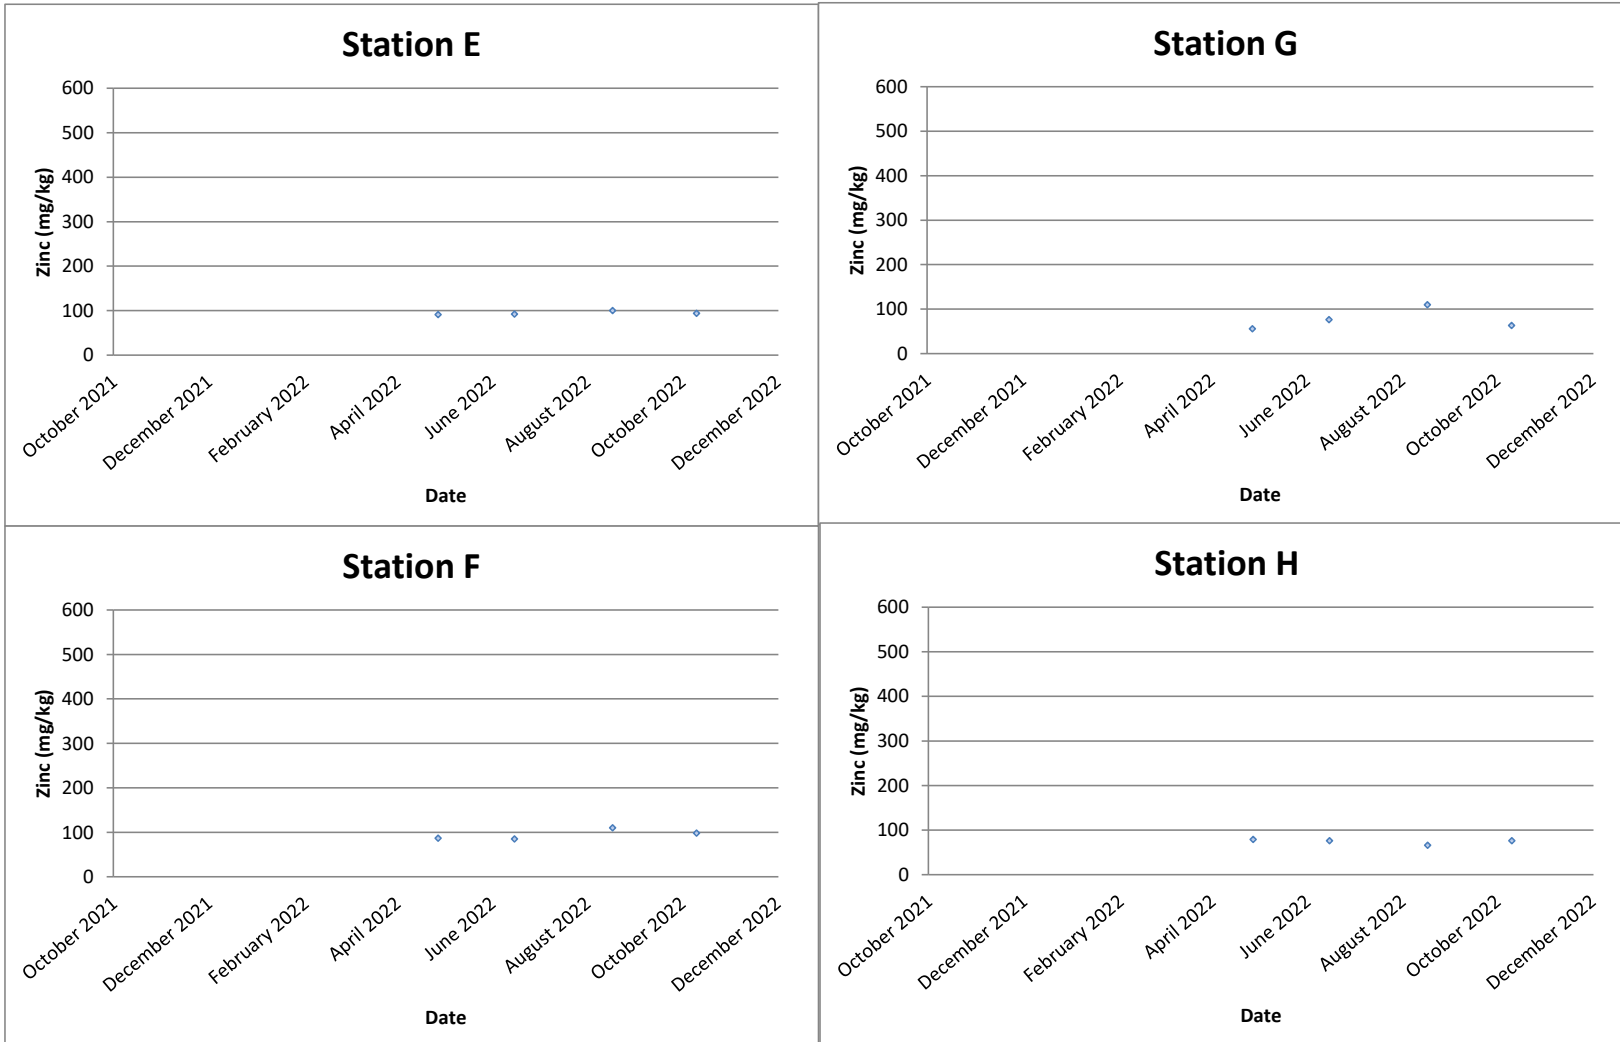 Station E
600
500
400
300
200
100
0
Zinc (mg/kg)
October 2021
December 2021
February 2022
April 2022
June 2022
August 2022
October 2022
December 2022
Date
Station G
600
500
400
300
200
100
0
Zinc (mg/kg)
October 2021
December 2021
February 2022
April 2022
June 2022
August 2022
October 2022
December 2022
Date
Station F
600
500
400
300
200
100
0
Zinc (mg/kg)
October 2021
December 2021
February 2022
April 2022
June 2022
August 2022
October 2022
December 2022
Date
Station H
600
500
400
300
200
100
0
Zinc (mg/kg)
October 2021
December 2021
February 2022
April 2022
June 2022
August 2022
October 2022
December 2022
Date